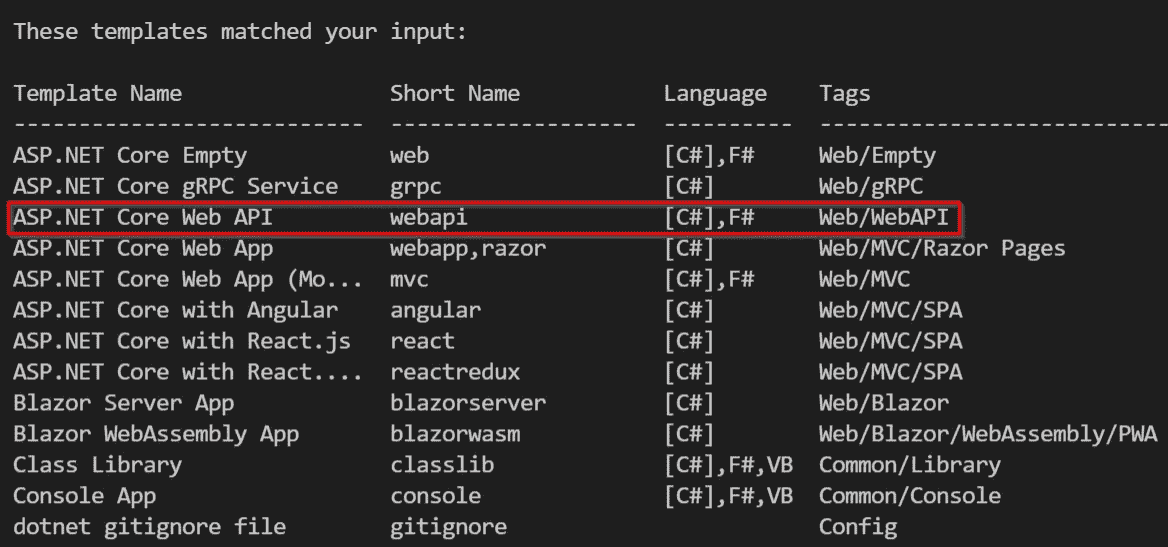 These templates matched your input:
Template Name Short Name Language Tags
--------------------------- ------------------- ---------- ---------------------------
ASP.NET Core Empty web [C#],F# Web/Empty
ASP.NET Core gRPC Service grpc [C#] Web/gRPC
ASP.NET Core Web API webapi [C#],F# Web/WebAPI
ASP.NET Core Web App webapp,razor [C#] Web/MVC/Razor Pages
ASP.NET Core Web App (Mo... mvc [C#],F# Web/MVC
ASP.NET Core with Angular angular [C#] Web/MVC/SPA
ASP.NET Core with React.js react [C#] Web/MVC/SPA
ASP.NET Core with React.... reactredux [C#] Web/MVC/SPA
Blazor Server App blazorserver [C#] Web/Blazor
Blazor WebAssembly App blazorwasm [C#] Web/Blazor/WebAssembly/PWA
Class Library classlib [C#],F#,VB Common/Library
Console App console [C#],F#,VB Common/Console
dotnet gitignore file gitignore Config